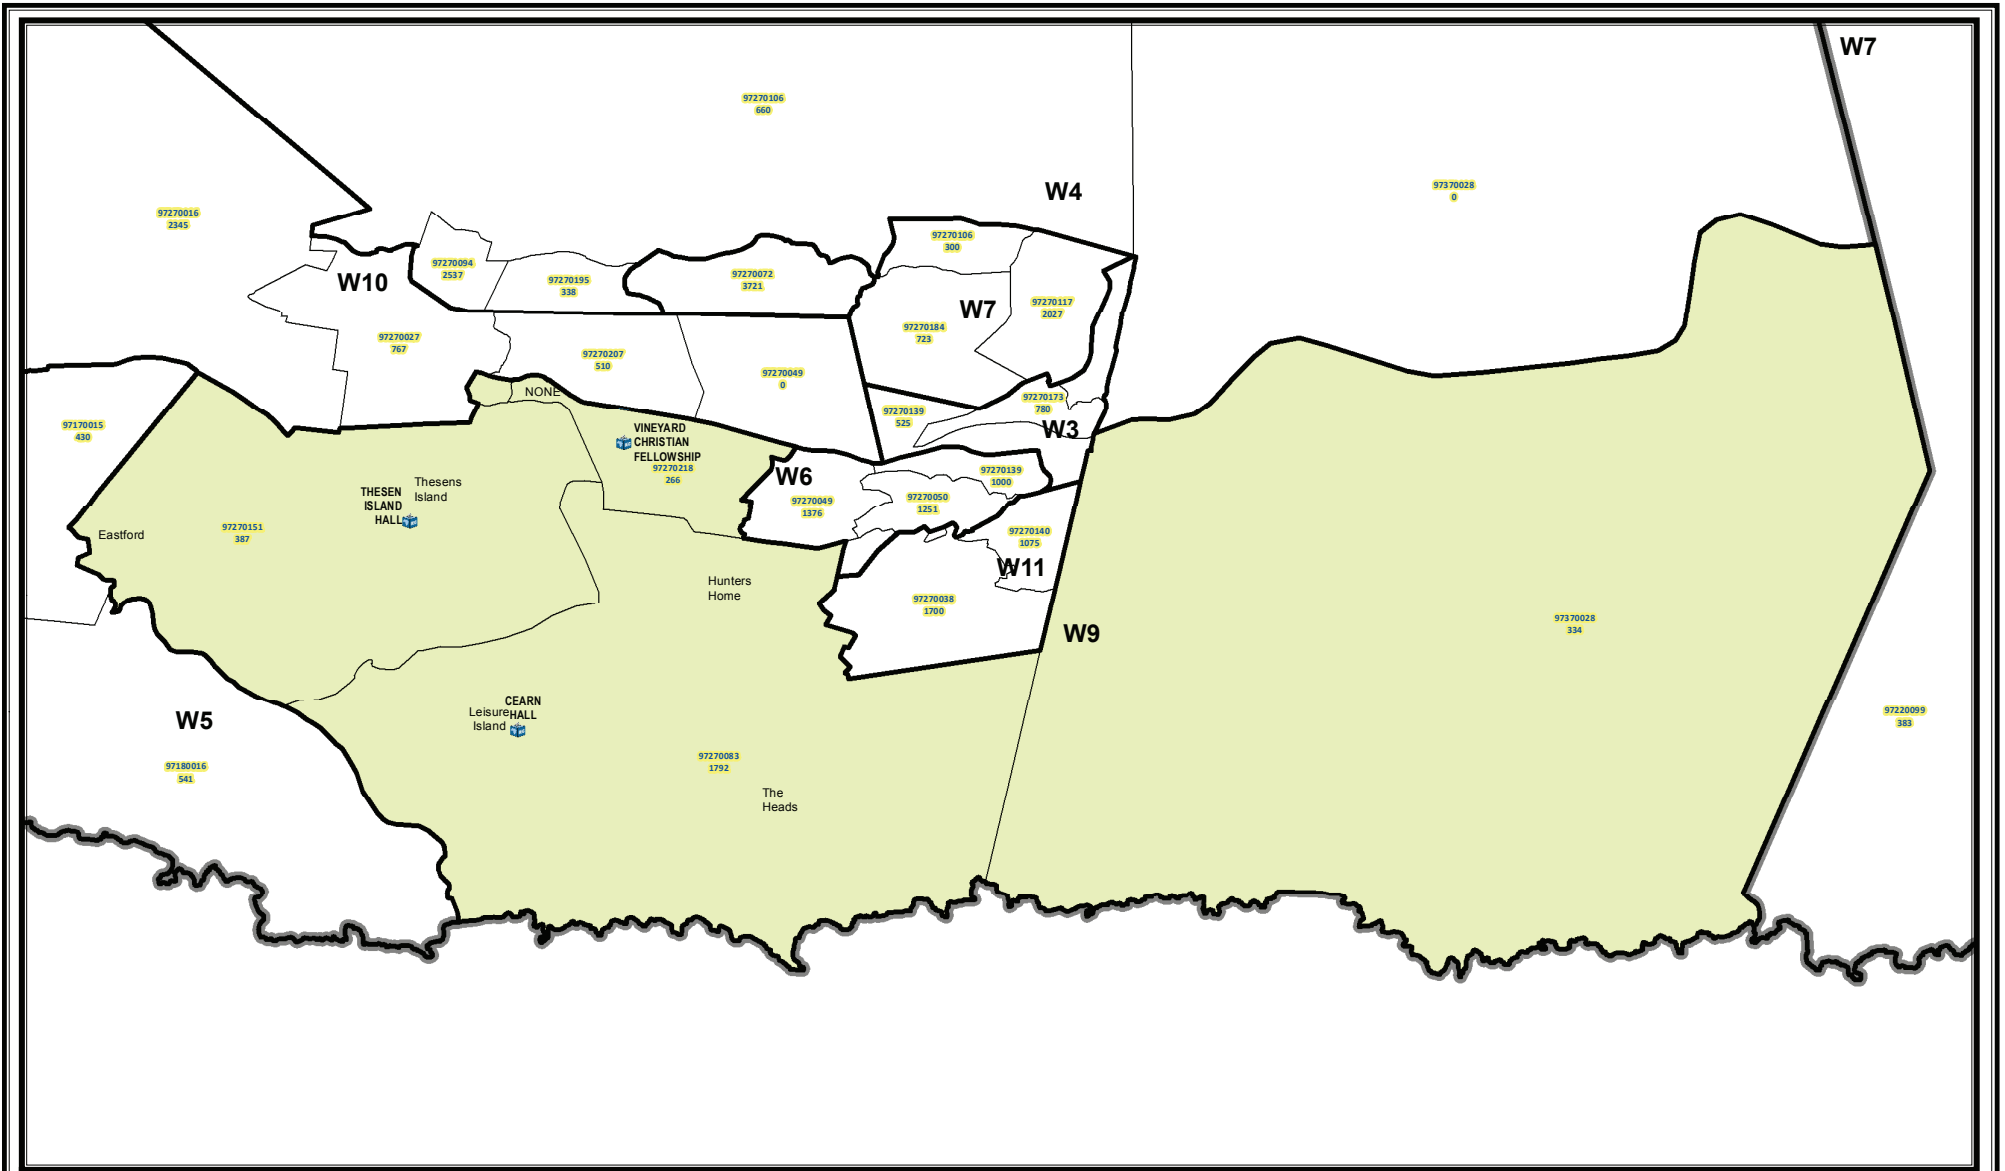 W7
97270106
660
W4
97370028
0
97270016
2345
97270106
300
W10
97270094
2537
97270195
338
97270072
3721
W7
97270117
2027
97270184
723
97270027
767
97270207
510
97270049
0
NONE
97270139
525
97270173
780
W3
97170015
430
VINEYARD
CHRISTIAN
FELLOWSHIP
97270218
266
W6
97270049
1376
97270139
1000
97270050
1251
THESEN
ISLAND
HALL
Thesens
Island
Eastford
97270151
387
97270140
1075
W11
Hunters
Home
97270038
1700
W9
97370028
334
W5
CEARN
HALL
Leisure
Island
97220099
383
97180016
541
97270083
1792
The
Heads